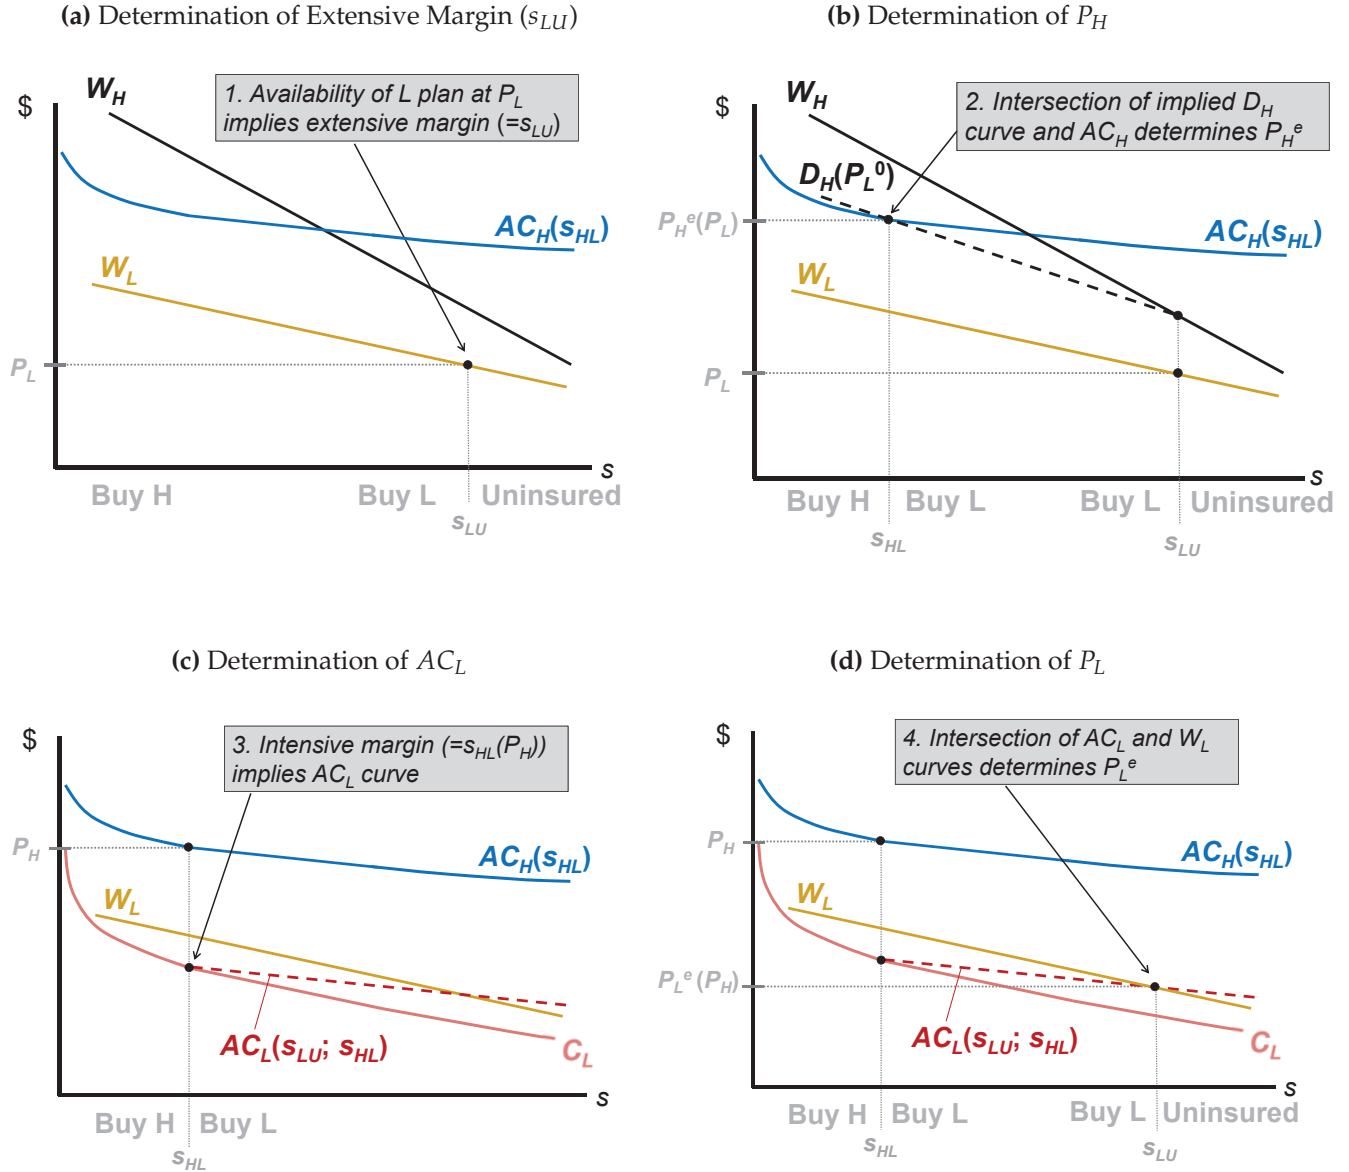 (a) Determination of Extensive Margin (s_LU)
$
W_H
1. Availability of L plan at P_L
implies extensive margin (=s_LU)
AC_H(s_HL)
W_L
P_L
s
Buy H
Buy L
Uninsured
s_LU
(b) Determination of P_H
$
W_H
2. Intersection of implied D_H
curve and AC_H determines P_H^e
D_H(P_L^0)
P_H^e(P_L)
AC_H(s_HL)
W_L
P_L
s
Buy H
Buy L
Buy L
Uninsured
s_HL
s_LU
(c) Determination of AC_L
$
3. Intensive margin (=s_HL(P_H))
implies AC_L curve
P_H
AC_H(s_HL)
W_L
AC_L(s_LU; s_HL)
C_L
s
Buy H
Buy L
s_HL
(d) Determination of P_L
$
4. Intersection of AC_L and W_L
curves determines P_L^e
P_H
AC_H(s_HL)
W_L
P_L^e(P_H)
AC_L(s_LU; s_HL)
C_L
s
Buy H
Buy L
Buy L
Uninsured
s_HL
s_LU